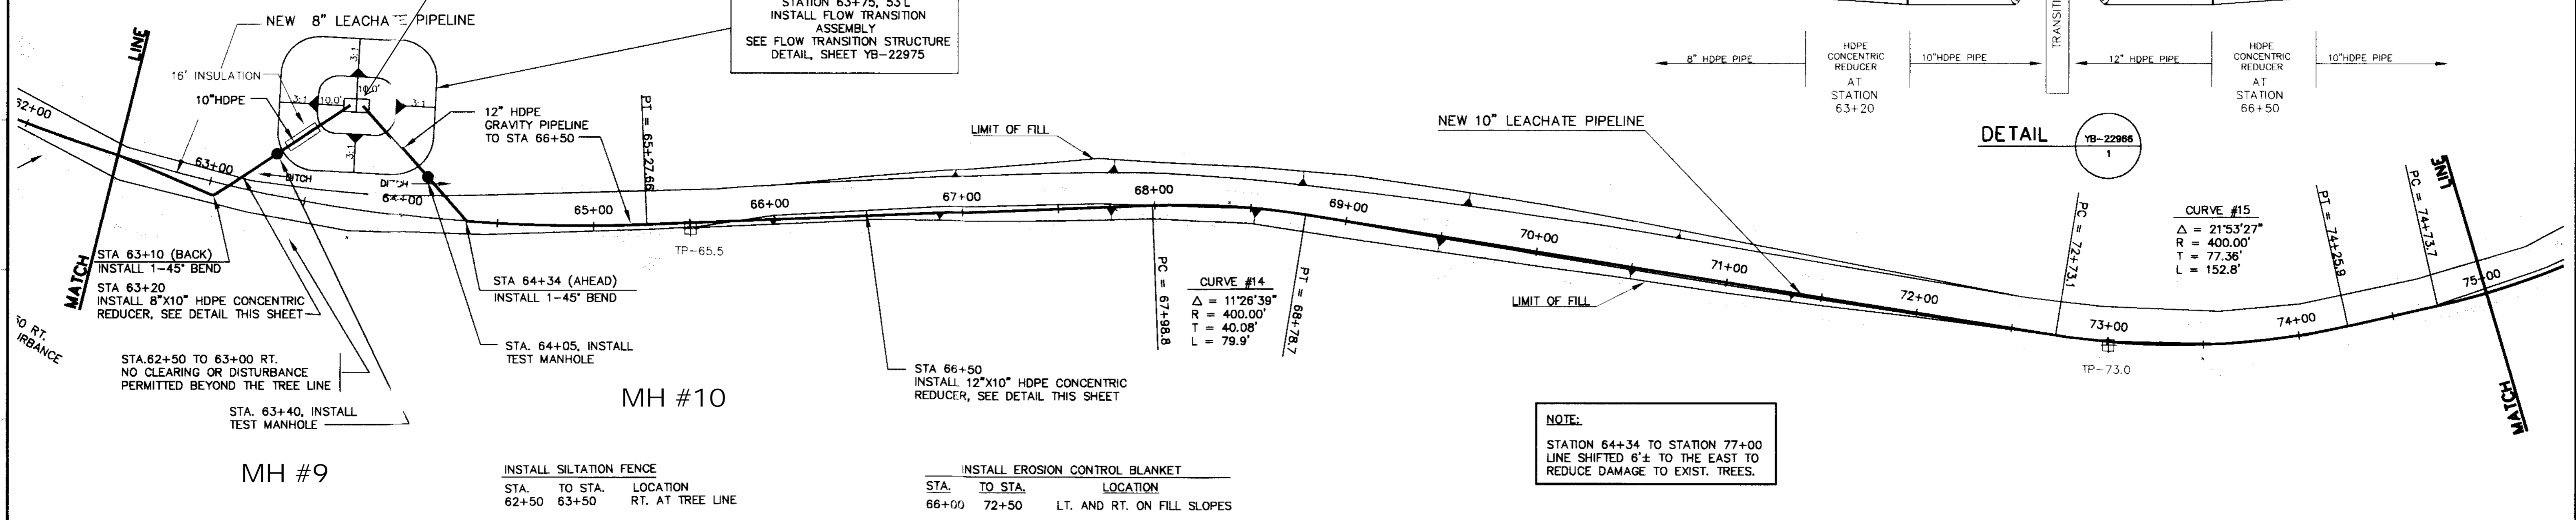 NEW 8" LEACHATE PIPELINE
STATION 63+75, 53'L
INSTALL FLOW TRANSITION
ASSEMBLY
SEE FLOW TRANSITION STRUCTURE
DETAIL, SHEET YB-22975
LINE
16' INSULATION
10"HDPE
3:1
10.0'
10.0'
3:1
3:1
3:1
12" HDPE
GRAVITY PIPELINE
TO STA 66+50
PT = 65+27.66
LIMIT OF FILL
NEW 10" LEACHATE PIPELINE
8" HDPE PIPE
HDPE
CONCENTRIC
REDUCER
AT
STATION
63+20
10"HDPE PIPE
12" HDPE PIPE
HDPE
CONCENTRIC
REDUCER
AT
STATION
66+50
10"HDPE PIPE
DETAIL
YB-22966
1
LINE
62+00
63+00
DITCH
DITCH
64+00
65+00
66+00
67+00
68+00
69+00
70+00
71+00
72+00
73+00
74+00
75+00
TP-65.5
MATCH
STA 63+10 (BACK)
INSTALL 1-45° BEND
STA 63+20
INSTALL 8"X10" HDPE CONCENTRIC
REDUCER, SEE DETAIL THIS SHEET
STA.62+50 TO 63+00 RT.
NO CLEARING OR DISTURBANCE
PERMITTED BEYOND THE TREE LINE
STA. 63+40, INSTALL
TEST MANHOLE
MH #9
STA 64+34 (AHEAD)
INSTALL 1-45° BEND
STA. 64+05, INSTALL
TEST MANHOLE
MH #10
STA 66+50
INSTALL 12"X10" HDPE CONCENTRIC
REDUCER, SEE DETAIL THIS SHEET
PC = 67+98.8
CURVE #14
Δ = 11°26'39"
R = 400.00'
T = 40.08'
L = 79.9'
PT = 68+78.7
LIMIT OF FILL
PC = 72+73.1
CURVE #15
Δ = 21°53'27"
R = 400.00'
T = 77.36'
L = 152.8'
PT = 74+25.9
PC = 74+73.7
TP-73.0
MATCH
INSTALL SILTATION FENCE
STA. TO STA. LOCATION
62+50 63+50 RT. AT TREE LINE
INSTALL EROSION CONTROL BLANKET
STA. TO STA. LOCATION
66+00 72+50 LT. AND RT. ON FILL SLOPES
NOTE:
STATION 64+34 TO STATION 77+00
LINE SHIFTED 6'± TO THE EAST TO
REDUCE DAMAGE TO EXIST. TREES.